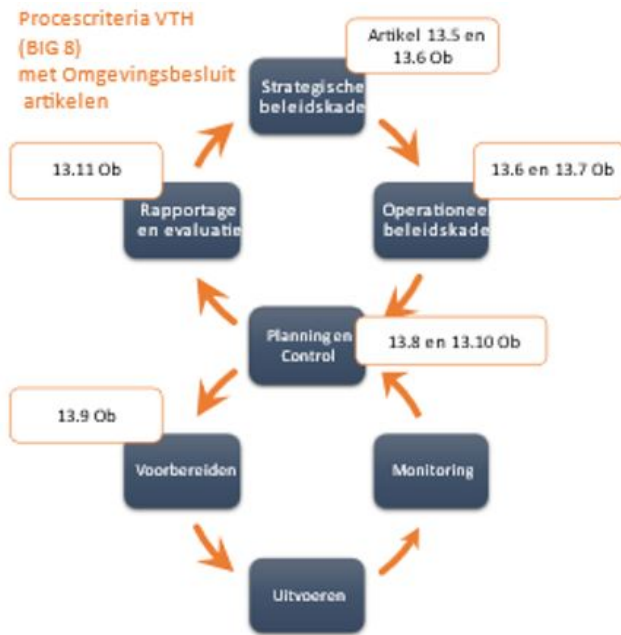 Procescriteria VTH
(BIG 8)
met Omgevingsbesluit
artikelen
Artikel 13.5 en
13.6 Ob
Strategische
beleidskade
13.11 Ob
13.6 en 13.7 Ob
Rapportage
en evaluatie
Operationeel
beleidskade
Planning en
Control
13.8 en 13.10 Ob
13.9 Ob
Voorbereiden
Monitoring
Uitvoeren